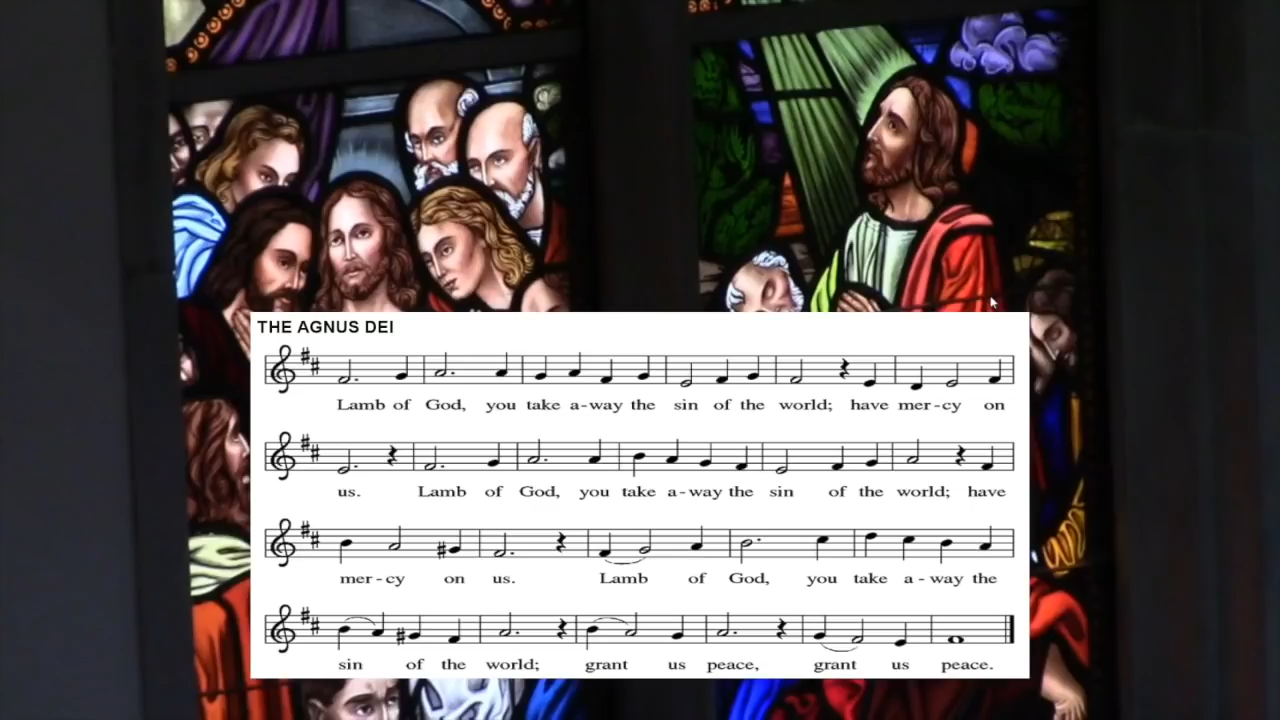 THE AGNUS DEI
Lamb of God, you take a-way the sin of the world; have mer-cy on
us. Lamb of God, you take a-way the sin of the world; have
mer-cy on us. Lamb of God, you take a-way the
sin of the world; grant us peace, grant us peace.